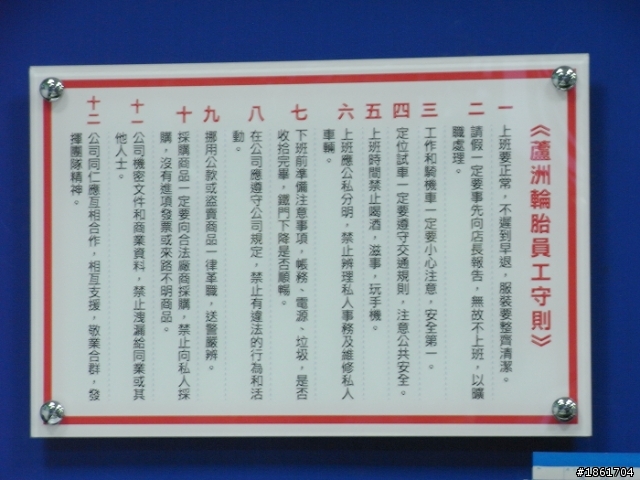 《蘆洲輪胎員工守則》
一 上班要正常，不遲到早退，服裝要整齊清潔。
二 請假一定要事先向店長報告，無故不上班，以曠
職處理。
三 工作和騎機車一定要小心注意，安全第一。
四 定位試車一定要遵守交通規則，注意公共安全。
五 上班時間禁止喝酒，滋事，玩手機。
六 上班應公私分明，禁止辨理私人事務及維修私人
車輛。
七 下班前準備注意事項，帳務、電源、垃圾，是否
收拾完畢，鐵門下降是否順暢。
八 在公司應遵守公司規定，禁止有違法的行為和活
動。
九 挪用公款或盜賣商品一律革職，送警嚴辨。
十 採購商品一定要向合法廠商採購，禁止向私人採
購，沒有進項發票或來路不明商品。
十一 公司機密文件和商業資料，禁止洩漏給同業或其
他人士。
十二 公司同仁應互相合作，相互支援，敬業合群，發
揮團隊精神。
#1861704